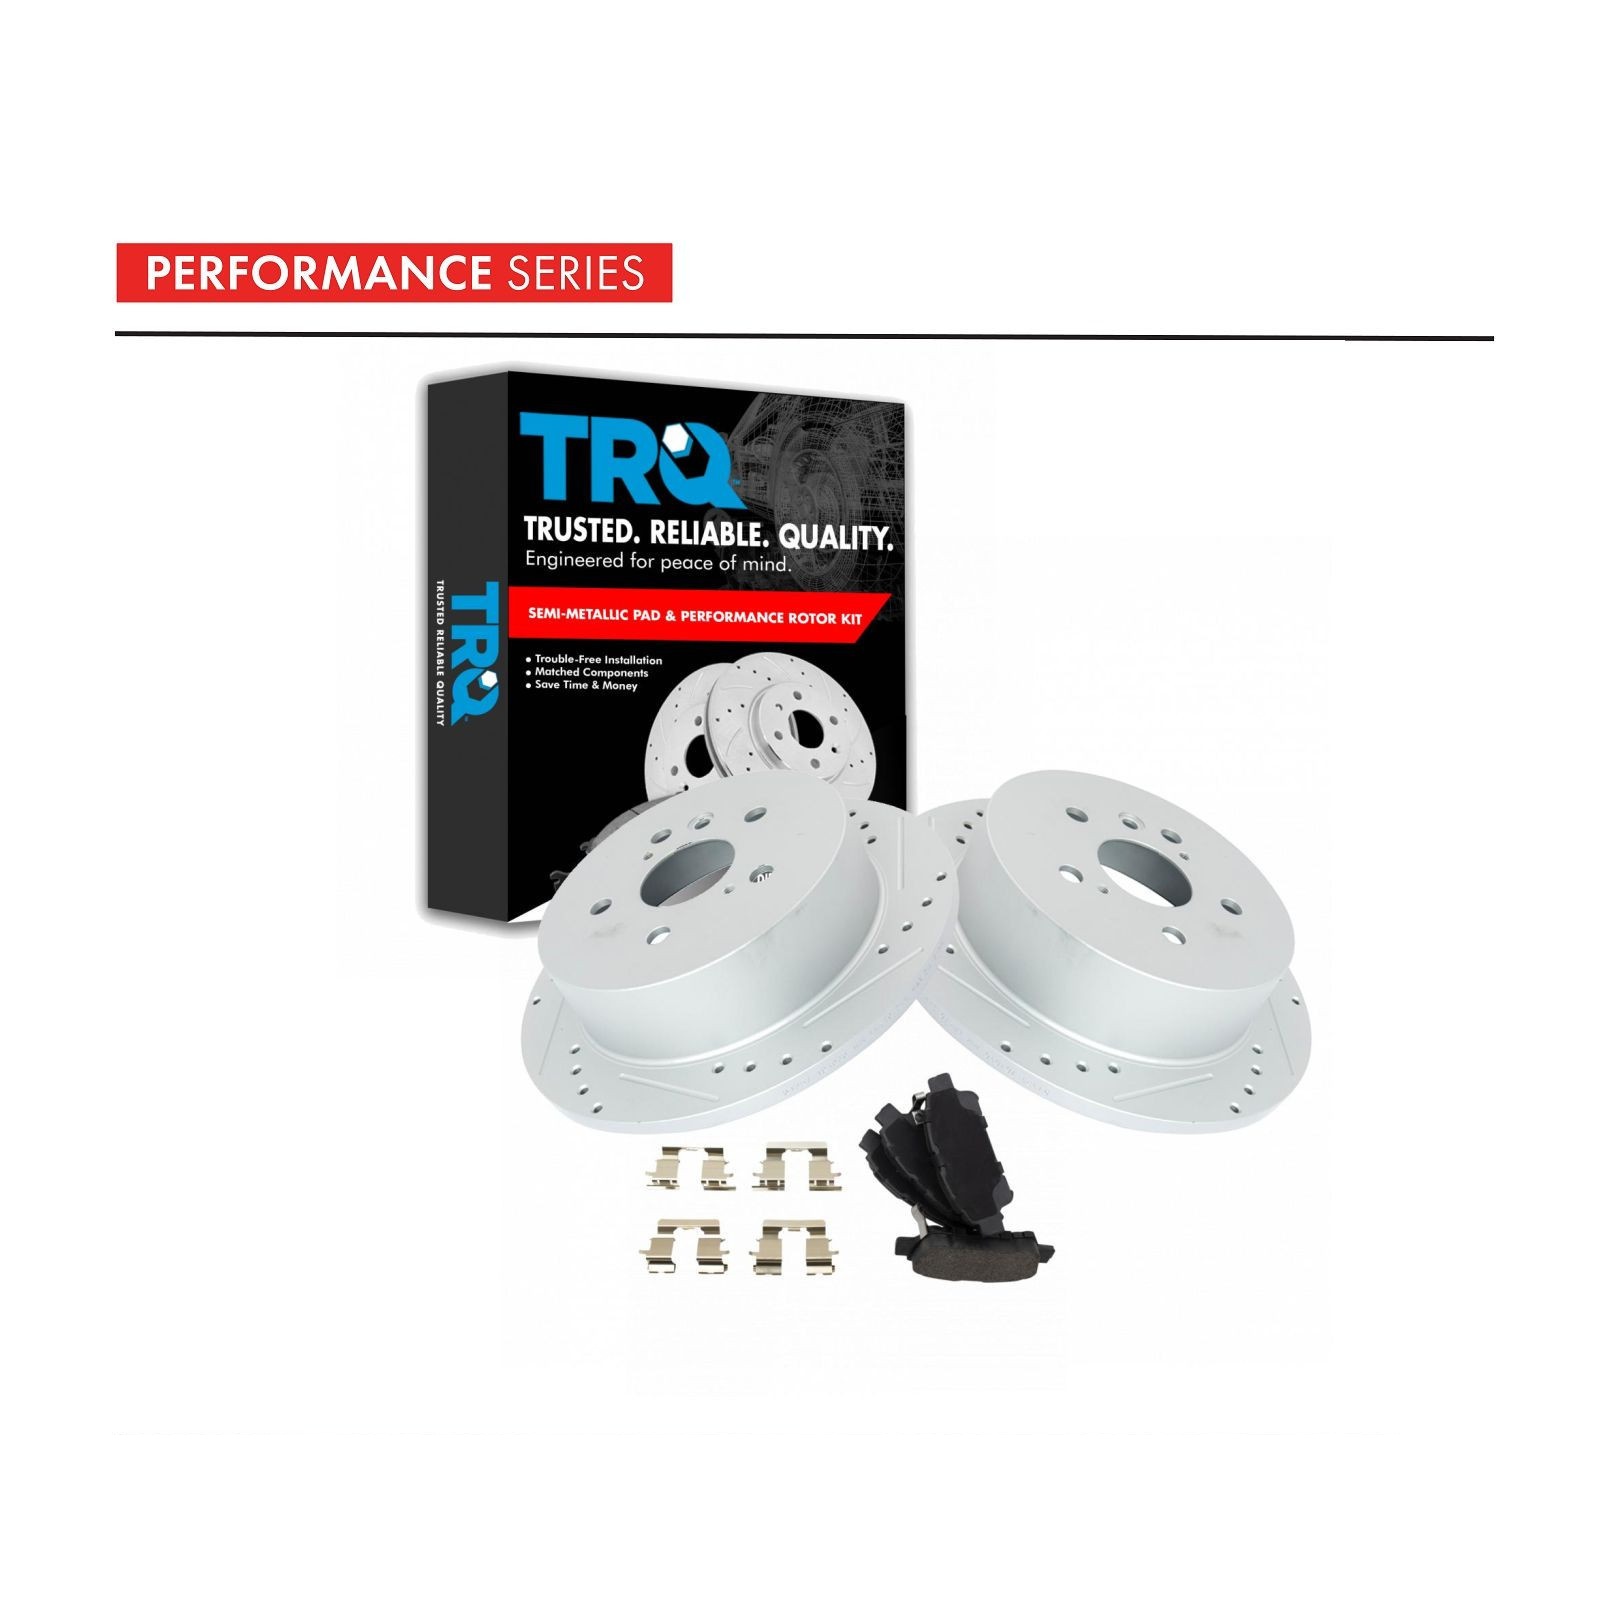 PERFORMANCE SERIES
TRQ™
TRUSTED. RELIABLE. QUALITY.
Engineered for peace of mind.
SEMI-METALLIC PAD & PERFORMANCE ROTOR KIT
• Trouble-Free Installation
• Matched Components
• Save Time & Money
TRQ
TRUSTED RELIABLE QUALITY